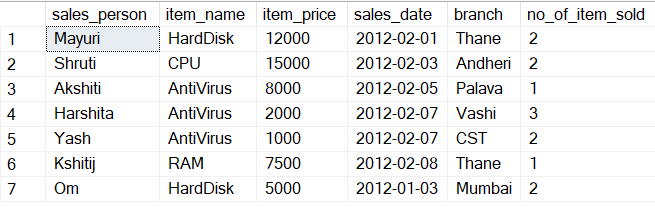 sales_person item_name item_price sales_date branch no_of_item_sold
1 Mayuri HardDisk 12000 2012-02-01 Thane 2
2 Shruti CPU 15000 2012-02-03 Andheri 2
3 Akshiti AntiVirus 8000 2012-02-05 Palava 1
4 Harshita AntiVirus 2000 2012-02-07 Vashi 3
5 Yash AntiVirus 1000 2012-02-07 CST 2
6 Kshitij RAM 7500 2012-02-08 Thane 1
7 Om HardDisk 5000 2012-01-03 Mumbai 2